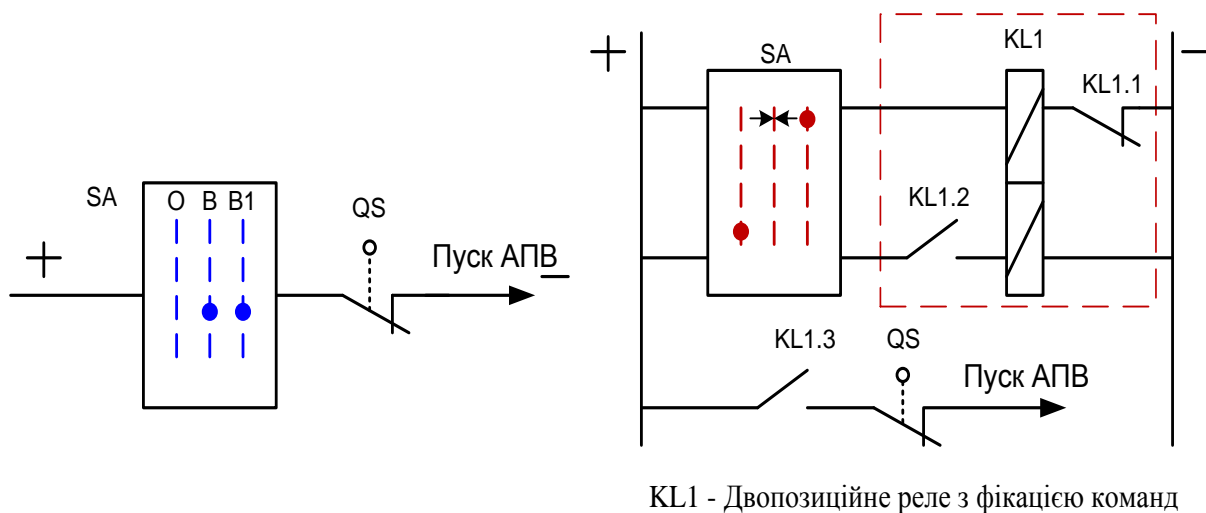 SA
О В В1
QS
+
Пуск АПВ
–
+
SA
KL1
–
KL1.1
KL1.2
KL1.3
QS
Пуск АПВ
KL1 - Двопозиційне реле з фікацією команд